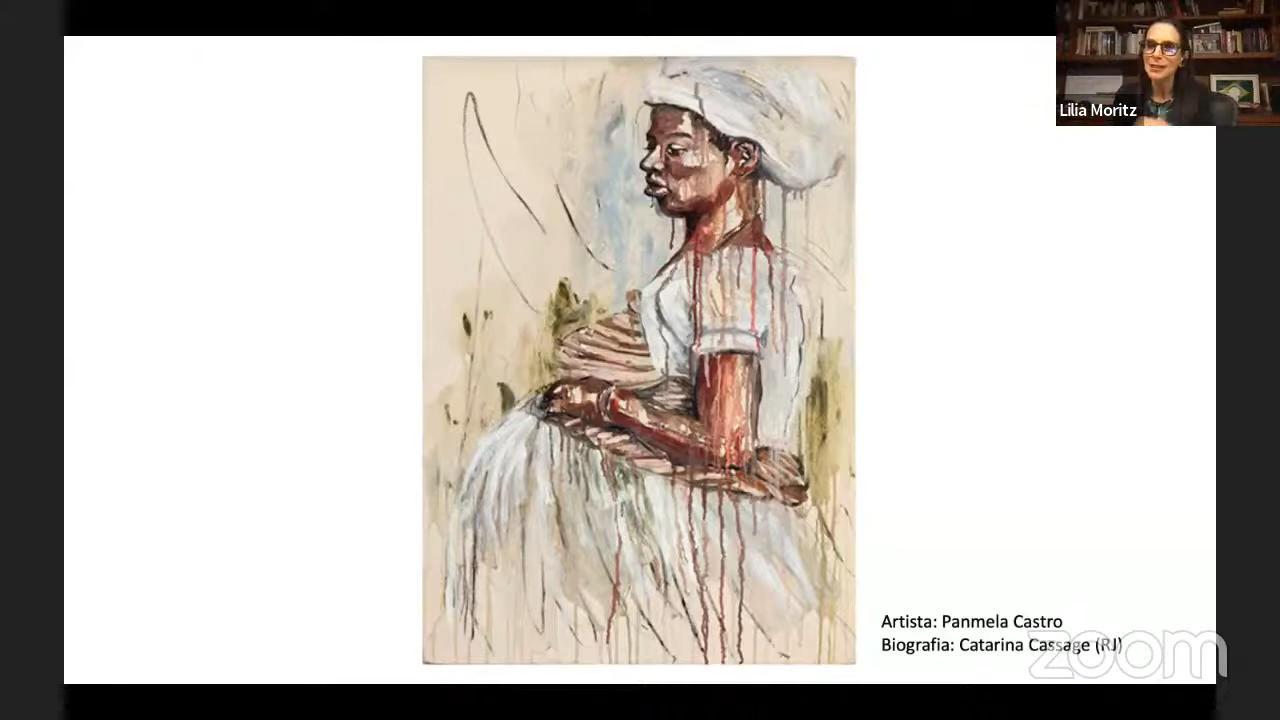 Lilia Moritz
Artista: Panmela Castro
Biografia: Catarina Cassage (RJ)
zoom